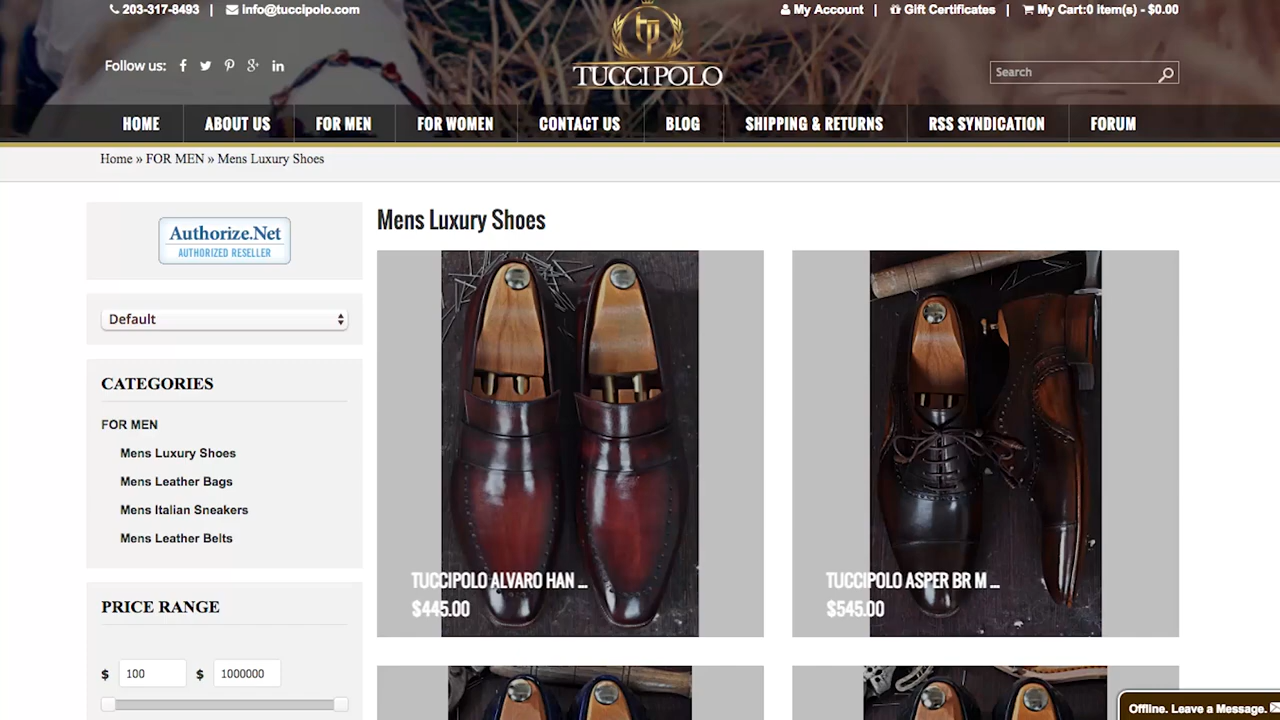 203-317-8493 | Info@tuccipolo.com
My Account | Gift Certificates | My Cart:0 item(s) - $0.00
Follow us:
tp
TUCCIPOLO
Search
HOME ABOUT US FOR MEN FOR WOMEN CONTACT US BLOG SHIPPING & RETURNS RSS SYNDICATION FORUM
Home » FOR MEN » Mens Luxury Shoes
Authorize.Net
AUTHORIZED RESELLER
Default
CATEGORIES
FOR MEN
Mens Luxury Shoes
Mens Leather Bags
Mens Italian Sneakers
Mens Leather Belts
PRICE RANGE
$ 100 $ 1000000
Mens Luxury Shoes
TUCCIPOLO ALVARO HAN ...
$445.00
TUCCIPOLO ASPER BR M ...
$545.00
Offline. Leave a Message.